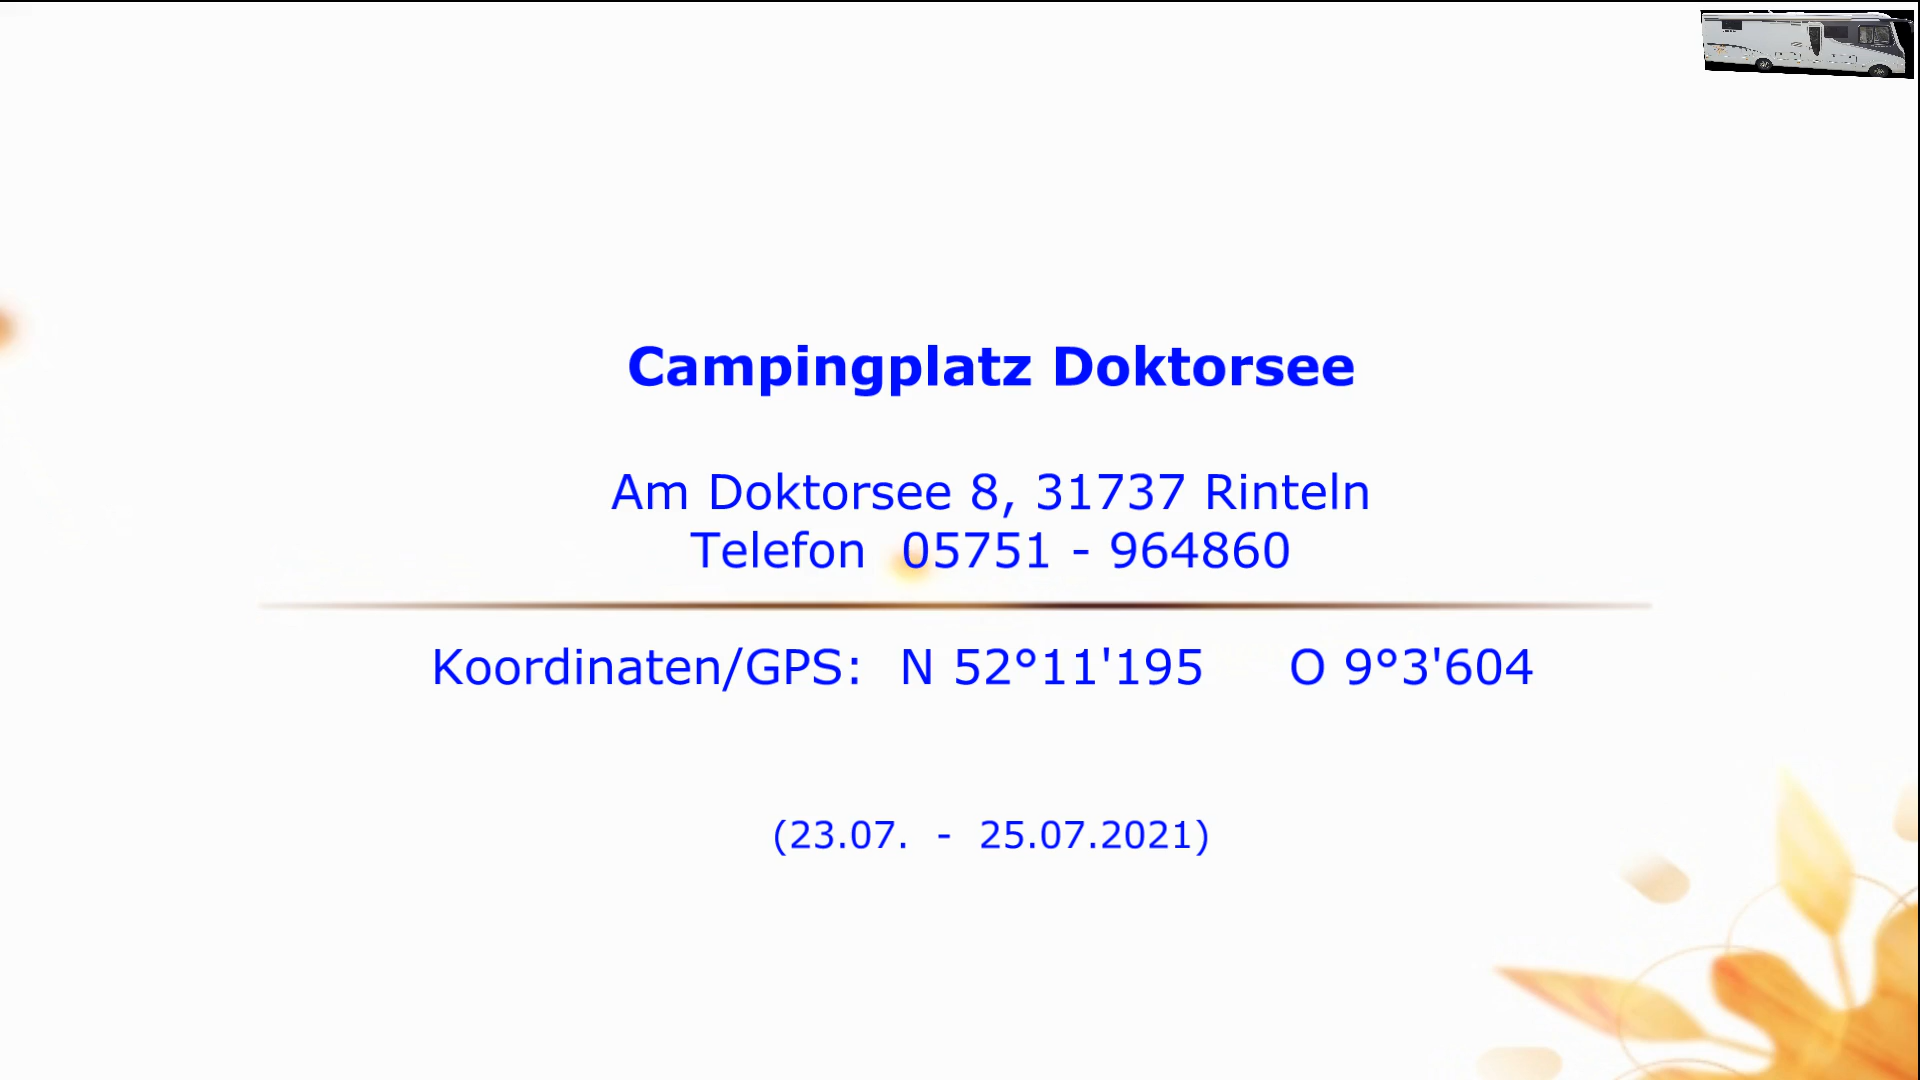 Campingplatz Doktorsee
Am Doktorsee 8, 31737 Rinteln
Telefon  05751 - 964860
Koordinaten/GPS:  N 52°11'195     O 9°3'604
(23.07.  -  25.07.2021)